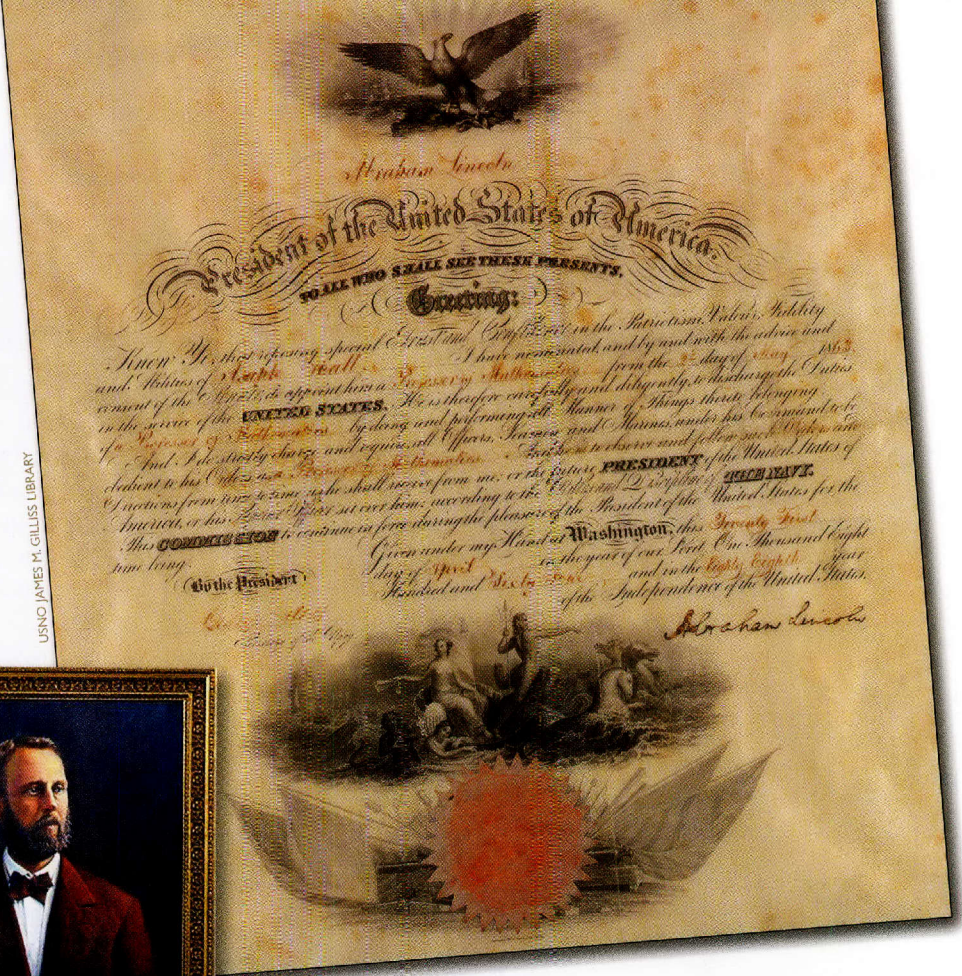 Abraham Lincoln
President of the United States of America.
TO ALL WHO SHALL SEE THESE PRESENTS,
Greeting:
Know Ye, that reposing special Trust and Confidence in the Patriotism, Valour, Fidelity
and Abilities of Asaph Hall I have nominated, and by and with the advice and
consent of the Senate, do appoint him a Professor of Mathematics from the 2d day of May 1863
in the service of the UNITED STATES. He is therefore carefully and diligently to discharge the Duties
of a Professor of Mathematics by doing and performing all Manner of Things thereto belonging
And I do strictly charge and require all Officers, Seamen and Marines under his Command to be
obedient to his Orders as a Professor of Mathematics And he is to observe and follow such Orders and
Directions from time to time as he shall receive from me, or the future PRESIDENT of the United States of
America, or his Superior Officer set over him, according to the Rules and Discipline of THE NAVY.
This COMMISSION to continue in force during the pleasure of the President of the United States for the
time being.
Given under my Hand at Washington, this Twenty First
day of April in the year of our Lord One Thousand Eight
Hundred and Sixty and in the Eighty Eighth year
of the Independence of the United States.
By the President
Abraham Lincoln
Secretary of the Navy
USNO JAMES M. GILLISS LIBRARY